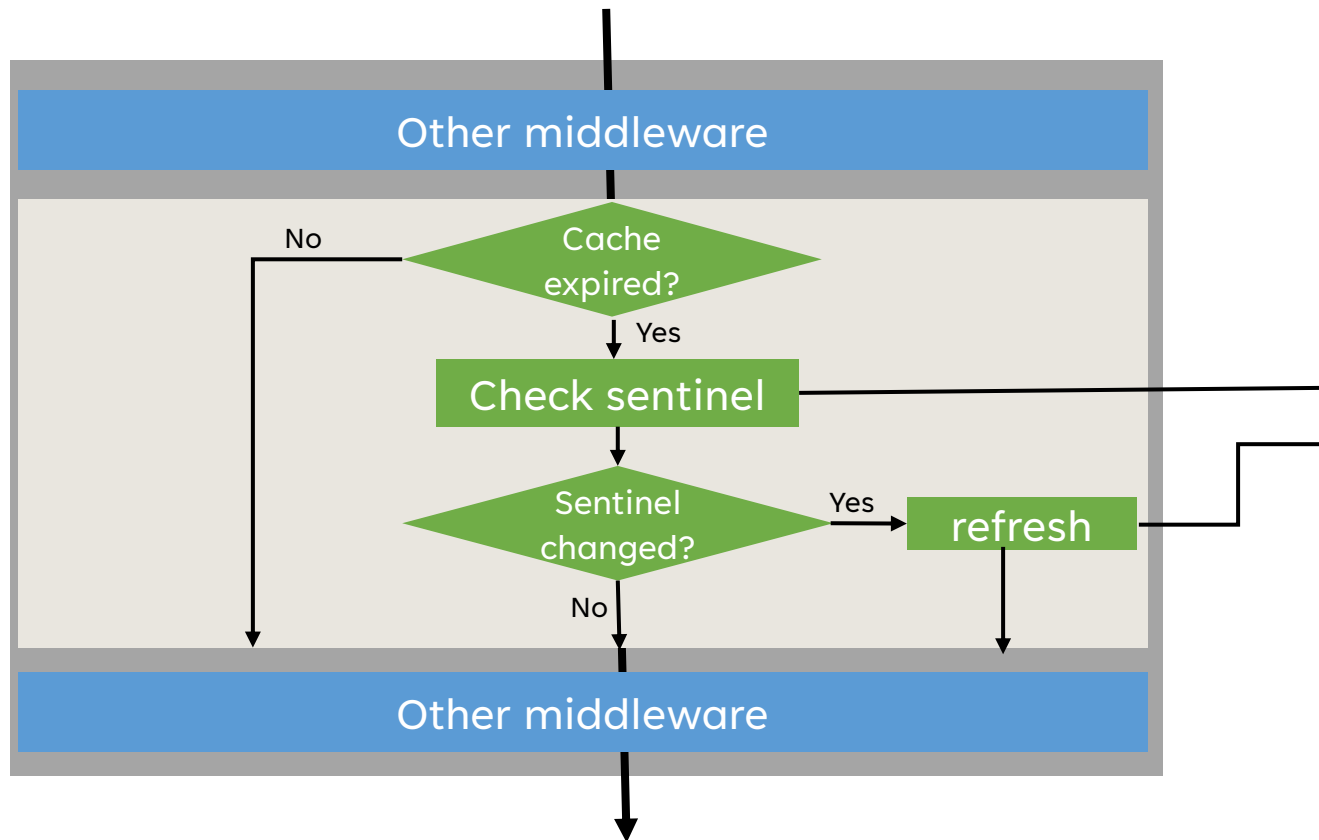 Other middleware
No
Cache
expired?
Yes
Check sentinel
Sentinel
changed?
Yes
refresh
No
Other middleware